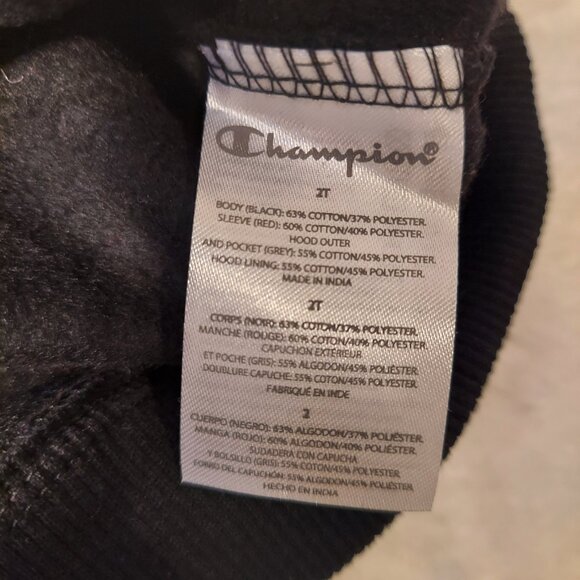 Champion®
2T
BODY (BLACK): 63% COTTON/37% POLYESTER.
SLEEVE (RED): 60% COTTON/40% POLYESTER.
HOOD OUTER
AND POCKET (GREY): 55% COTTON/45% POLYESTER.
HOOD LINING: 55% COTTON/45% POLYESTER.
MADE IN INDIA
2T
CORPS (NOIR): 63% COTON/37% POLYESTER.
MANCHE (ROUGE): 60% COTON/40% POLYESTER.
CAPUCHON EXTÉRIEUR
ET POCHE (GRIS): 55% ALGODON/45% POLIÉSTER.
DOUBLURE CAPUCHE: 55% COTON/45% POLYESTER.
FABRIQUÉ EN INDE
2
CUERPO (NEGRO): 63% ALGODON/37% POLIÉSTER.
MANGA (ROJO): 60% ALGODON/40% POLIÉSTER.
SUDADERA CON CAPUCHA
Y BOLSILLO (GRIS): 55% COTON/45% POLYESTER.
FORRO DEL CAPUCHÓN: 55% ALGODON/45% POLIÉSTER.
HECHO EN INDIA